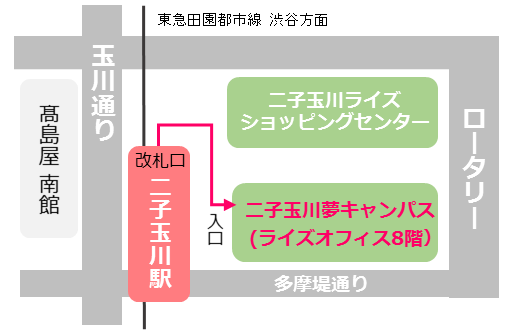 東急田園都市線 渋谷方面
玉川通り
二子玉川ライズ
ショッピングセンター
髙島屋 南館
ロータリー
改札口
二子玉川駅
入口
二子玉川夢キャンパス
(ライズオフィス8階)
多摩堤通り